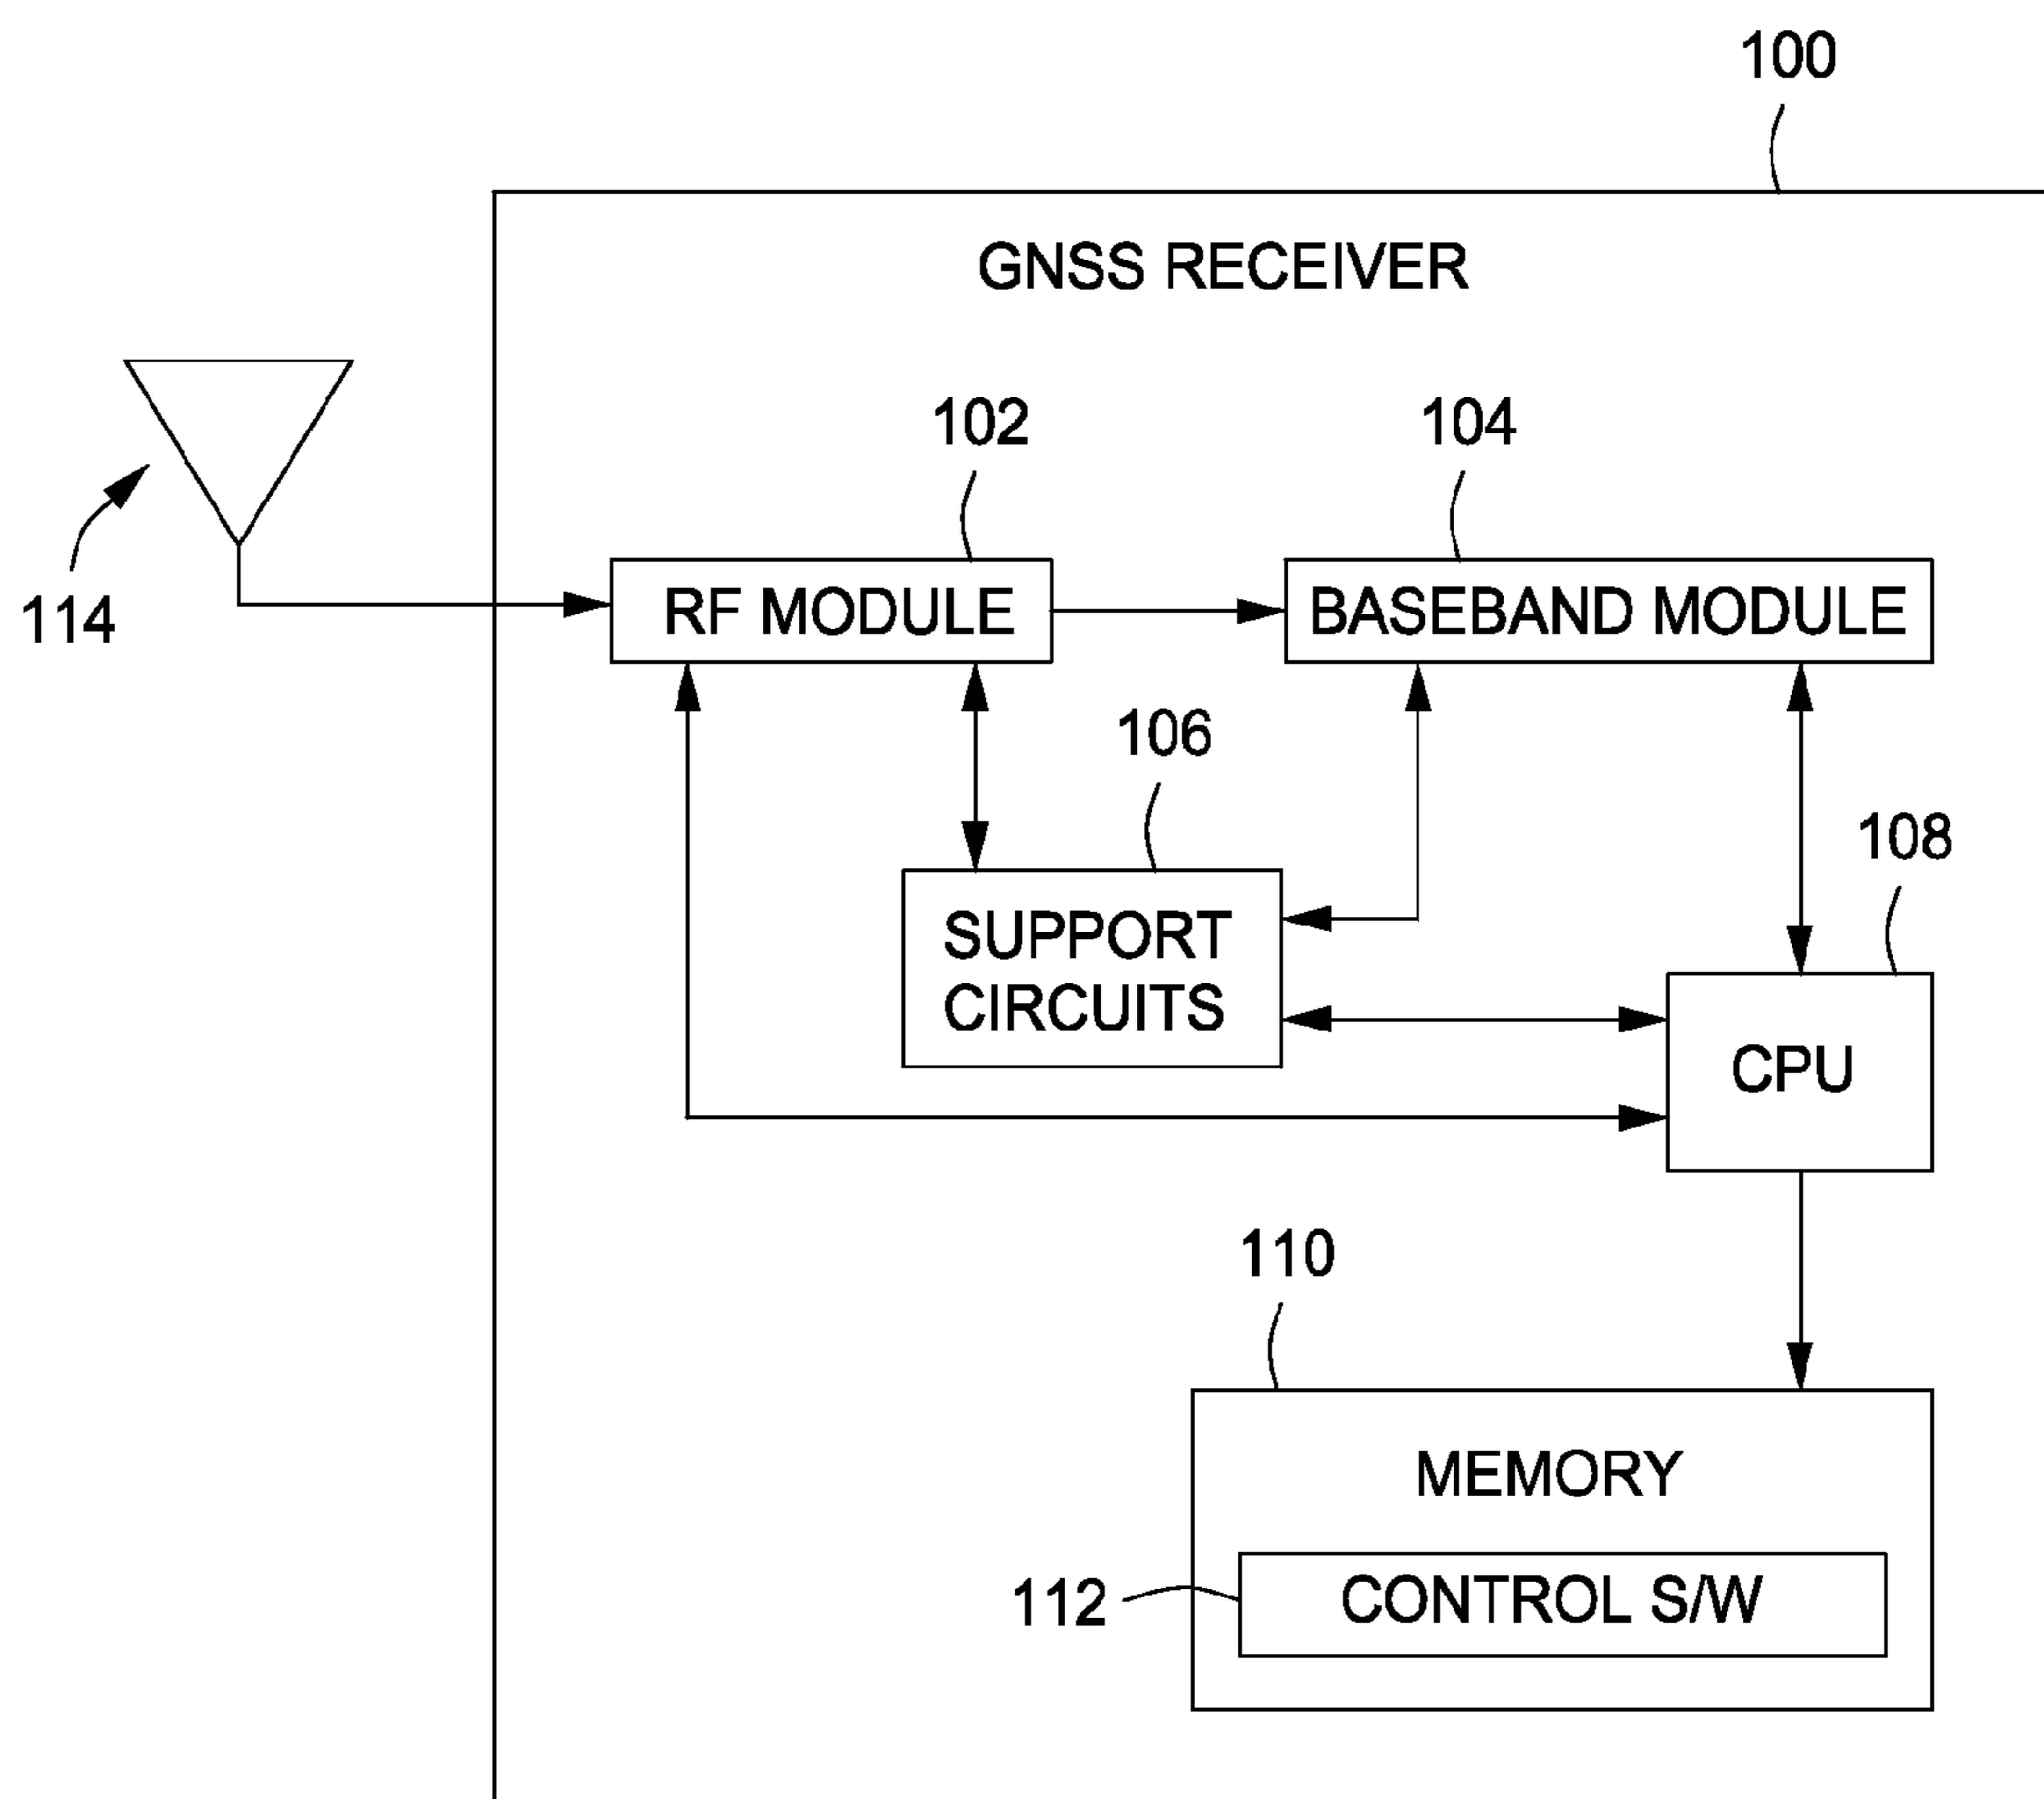 100
GNSS RECEIVER
102
104
114
RF MODULE
BASEBAND MODULE
106
108
SUPPORT
CIRCUITS
CPU
110
MEMORY
112
CONTROL S/W